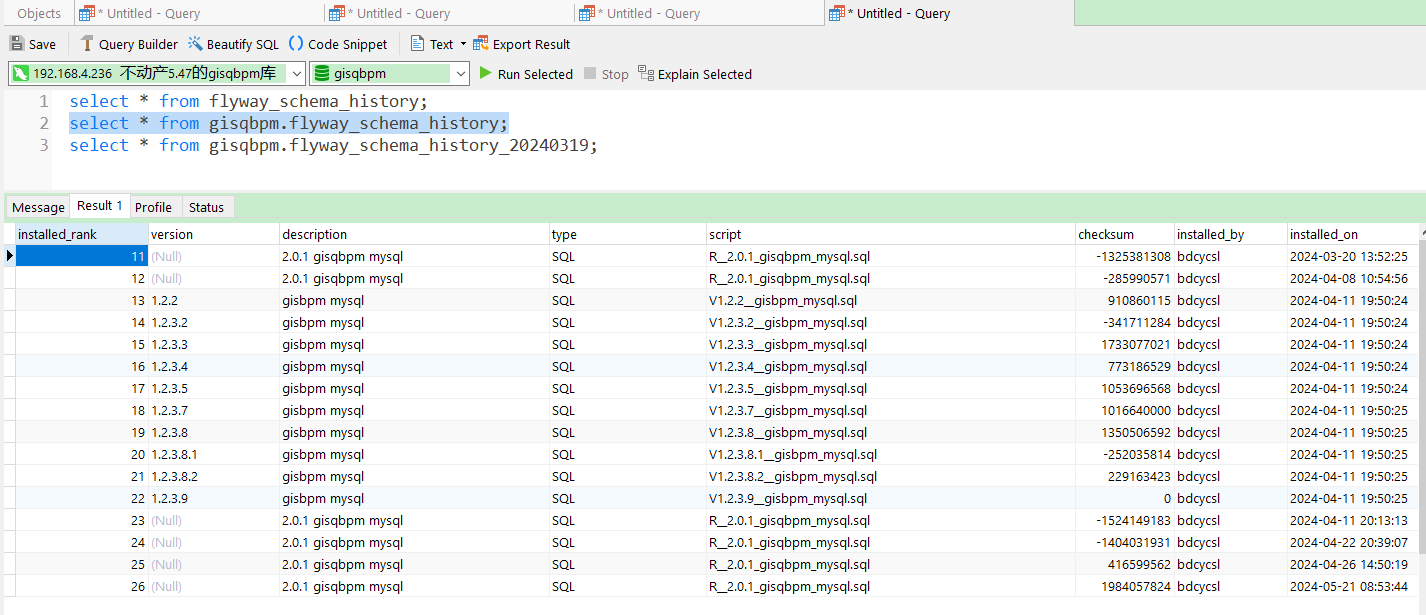 Objects * Untitled - Query * Untitled - Query * Untitled - Query * Untitled - Query
Save Query Builder Beautify SQL () Code Snippet Text Export Result
192.168.4.236 不动产5.47的gisqbpm库 gisqbpm Run Selected Stop Explain Selected
1 select * from flyway_schema_history;
2 select * from gisqbpm.flyway_schema_history;
3 select * from gisqbpm.flyway_schema_history_20240319;
Message Result 1 Profile Status
installed_rank version description type script checksum installed_by installed_on
11 (Null) 2.0.1 gisqbpm mysql SQL R__2.0.1_gisqbpm_mysql.sql -1325381308 bdcycsl 2024-03-20 13:52:25
12 (Null) 2.0.1 gisqbpm mysql SQL R__2.0.1_gisqbpm_mysql.sql -285990571 bdcycsl 2024-04-08 10:54:56
13 1.2.2 gisbpm mysql SQL V1.2.2__gisbpm_mysql.sql 910860115 bdcycsl 2024-04-11 19:50:24
14 1.2.3.2 gisbpm mysql SQL V1.2.3.2__gisbpm_mysql.sql -341711284 bdcycsl 2024-04-11 19:50:24
15 1.2.3.3 gisbpm mysql SQL V1.2.3.3__gisbpm_mysql.sql 1733077021 bdcycsl 2024-04-11 19:50:24
16 1.2.3.4 gisbpm mysql SQL V1.2.3.4__gisbpm_mysql.sql 773186529 bdcycsl 2024-04-11 19:50:24
17 1.2.3.5 gisbpm mysql SQL V1.2.3.5__gisbpm_mysql.sql 1053696568 bdcycsl 2024-04-11 19:50:24
18 1.2.3.7 gisbpm mysql SQL V1.2.3.7__gisbpm_mysql.sql 1016640000 bdcycsl 2024-04-11 19:50:25
19 1.2.3.8 gisbpm mysql SQL V1.2.3.8__gisbpm_mysql.sql 1350506592 bdcycsl 2024-04-11 19:50:25
20 1.2.3.8.1 gisbpm mysql SQL V1.2.3.8.1__gisbpm_mysql.sql -252035814 bdcycsl 2024-04-11 19:50:25
21 1.2.3.8.2 gisbpm mysql SQL V1.2.3.8.2__gisbpm_mysql.sql 229163423 bdcycsl 2024-04-11 19:50:25
22 1.2.3.9 gisbpm mysql SQL V1.2.3.9__gisbpm_mysql.sql 0 bdcycsl 2024-04-11 19:50:25
23 (Null) 2.0.1 gisqbpm mysql SQL R__2.0.1_gisqbpm_mysql.sql -1524149183 bdcycsl 2024-04-11 20:13:13
24 (Null) 2.0.1 gisqbpm mysql SQL R__2.0.1_gisqbpm_mysql.sql -1404031931 bdcycsl 2024-04-22 20:39:07
25 (Null) 2.0.1 gisqbpm mysql SQL R__2.0.1_gisqbpm_mysql.sql 416599562 bdcycsl 2024-04-26 14:50:19
26 (Null) 2.0.1 gisqbpm mysql SQL R__2.0.1_gisqbpm_mysql.sql 1984057824 bdcycsl 2024-05-21 08:53:44